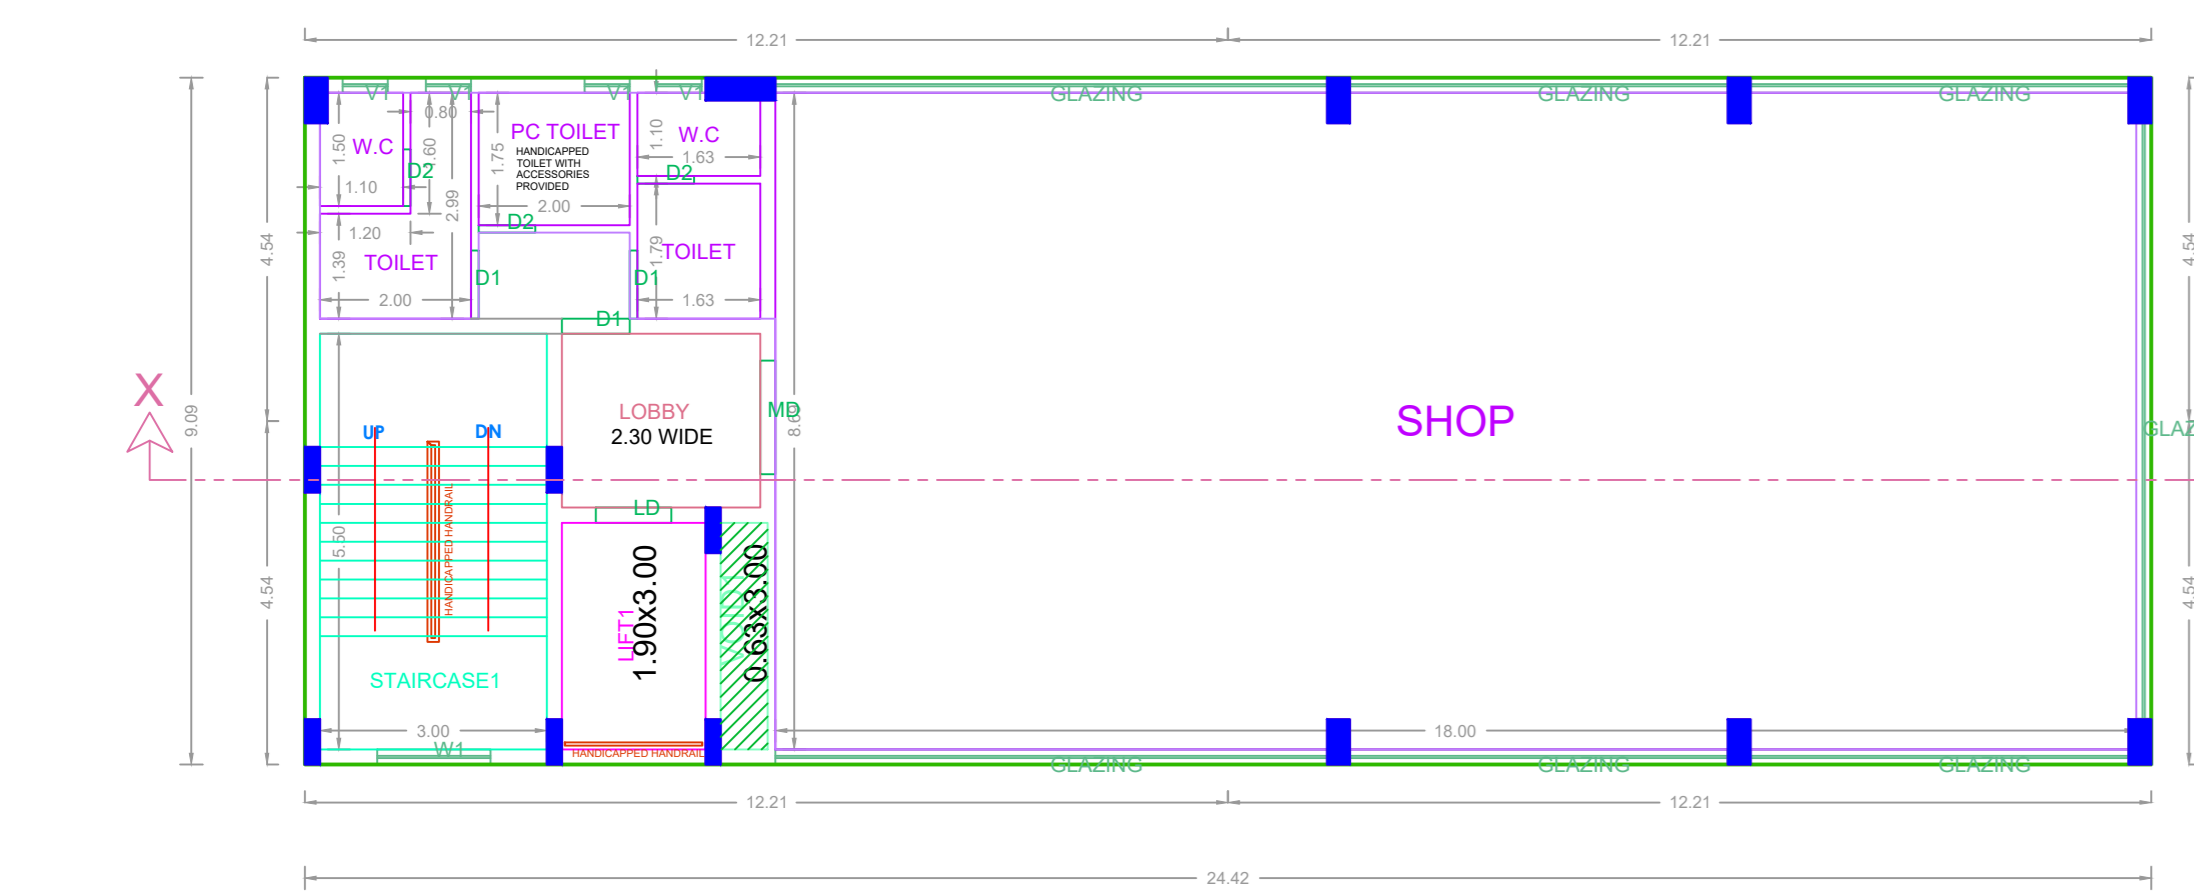 12.21
12.21
V1
V1
V1
V1
GLAZING
GLAZING
GLAZING
0.80
1.50
W.C
1.60
D2
1.10
1.75
PC TOILET
HANDICAPPED
TOILET WITH
ACCESSORIES
PROVIDED
2.00
D2
1.10
W.C
1.63
D2
2.99
1.20
1.39
TOILET
2.00
D1
D1
1.79
TOILET
1.63
D1
4.54
4.54
9.09
X
UP
DN
LOBBY
2.30 WIDE
MD
8.69
SHOP
GLAZ
HANDICAPPED HANDRAIL
5.50
LD
4.54
4.54
LIFT1
1.90x3.00
0.63x3.00
STAIRCASE1
3.00
W1
HANDICAPPED HANDRAIL
18.00
GLAZING
GLAZING
GLAZING
12.21
12.21
24.42